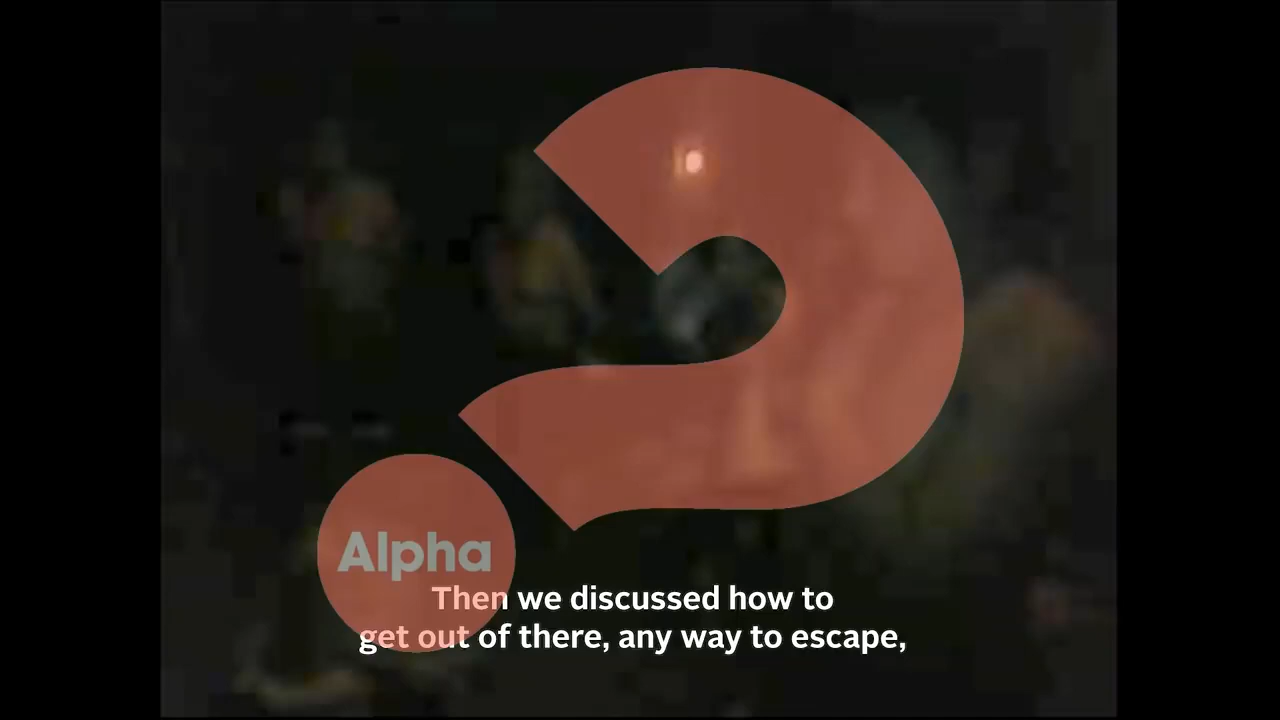 Alpha
Then we discussed how to
get out of there, any way to escape,